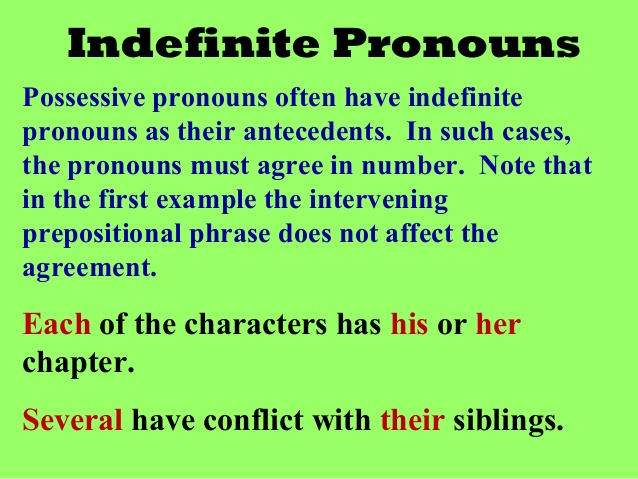 Indefinite Pronouns
Possessive pronouns often have indefinite
pronouns as their antecedents.  In such cases,
the pronouns must agree in number.  Note that
in the first example the intervening
prepositional phrase does not affect the
agreement.
Each of the characters has his or her
chapter.
Several have conflict with their siblings.